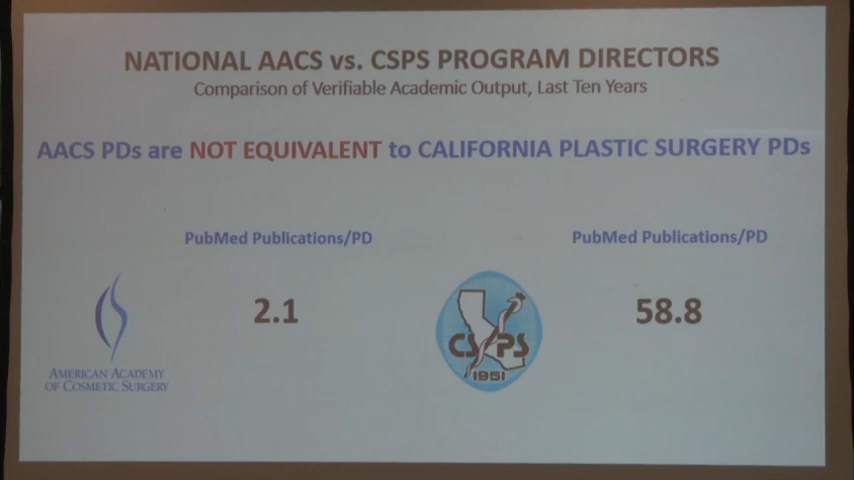 NATIONAL AACS vs. CSPS PROGRAM DIRECTORS
Comparison of Verifiable Academic Output, Last Ten Years
AACS PDs are NOT EQUIVALENT to CALIFORNIA PLASTIC SURGERY PDs
PubMed Publications/PD
2.1
AMERICAN ACADEMY
OF COSMETIC SURGERY
PubMed Publications/PD
58.8
CSPS
1951